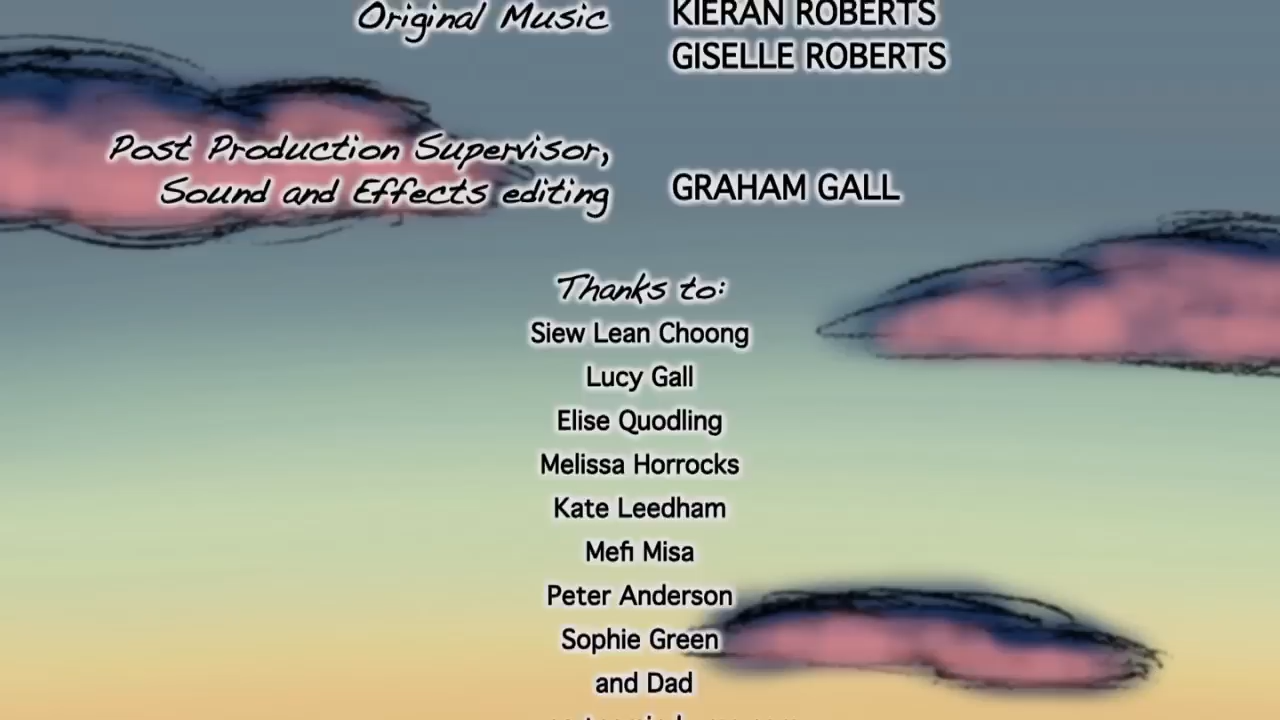 Original Music KIERAN ROBERTS
GISELLE ROBERTS
Post Production Supervisor,
Sound and Effects editing GRAHAM GALL
Thanks to:
Siew Lean Choong
Lucy Gall
Elise Quodling
Melissa Horrocks
Kate Leedham
Mefi Misa
Peter Anderson
Sophie Green
and Dad